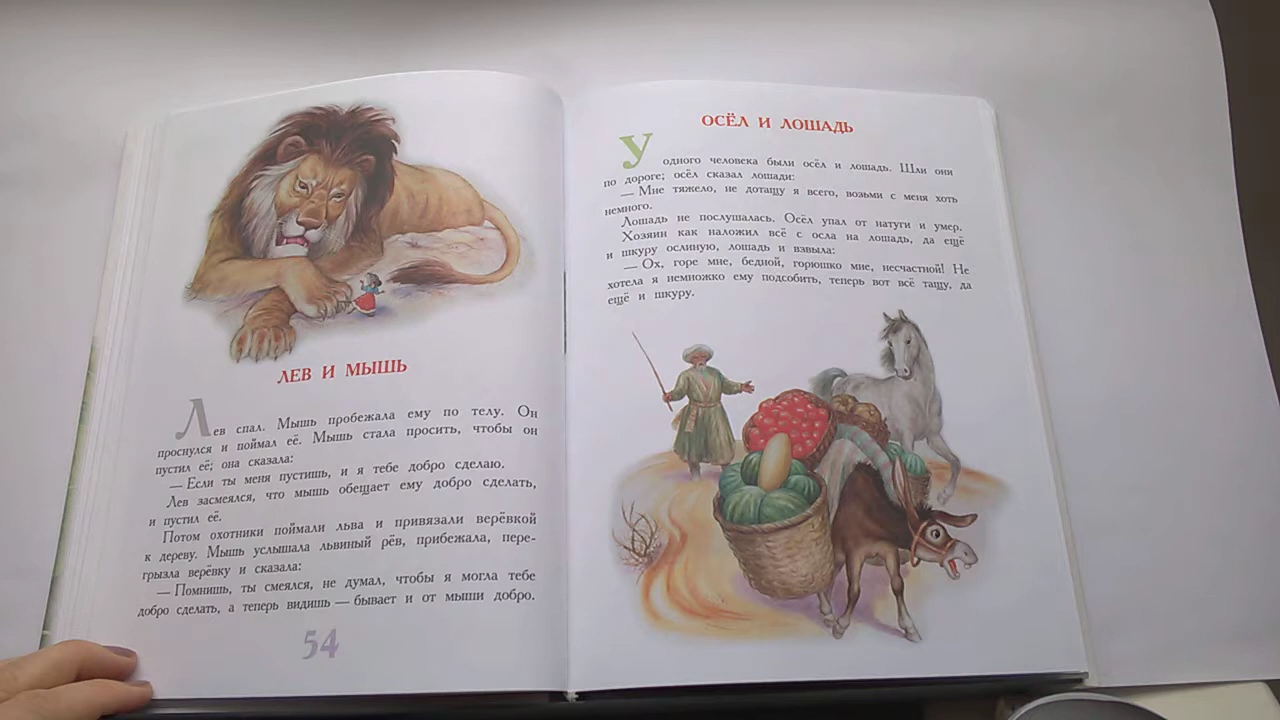 ЛЕВ И МЫШЬ
Лев спал. Мышь пробежала ему по телу. Он
проснулся и поймал её. Мышь стала просить, чтобы он
пустил её; она сказала:
— Если ты меня пустишь, и я тебе добро сделаю.
Лев засмеялся, что мышь обещает ему добро сделать,
и пустил её.
Потом охотники поймали льва и привязали верёвкой
к дереву. Мышь услышала львиный рёв, прибежала, пере-
грызла верёвку и сказала:
— Помнишь, ты смеялся, не думал, чтобы я могла тебе
добро сделать, а теперь видишь — бывает и от мыши добро.
54
ОСЁЛ И ЛОШАДЬ
У одного человека были осёл и лошадь. Шли они
по дороге; осёл сказал лошади:
— Мне тяжело, не дотащу я всего, возьми с меня хоть
немного.
Лошадь не послушалась. Осёл упал от натуги и умер.
Хозяин как наложил всё с осла на лошадь, да ещё
и шкуру ослиную, лошадь и взвыла:
— Ох, горе мне, бедной, горюшко мне, несчастной! Не
хотела я немножко ему подсобить, теперь вот всё тащу, да
ещё и шкуру.